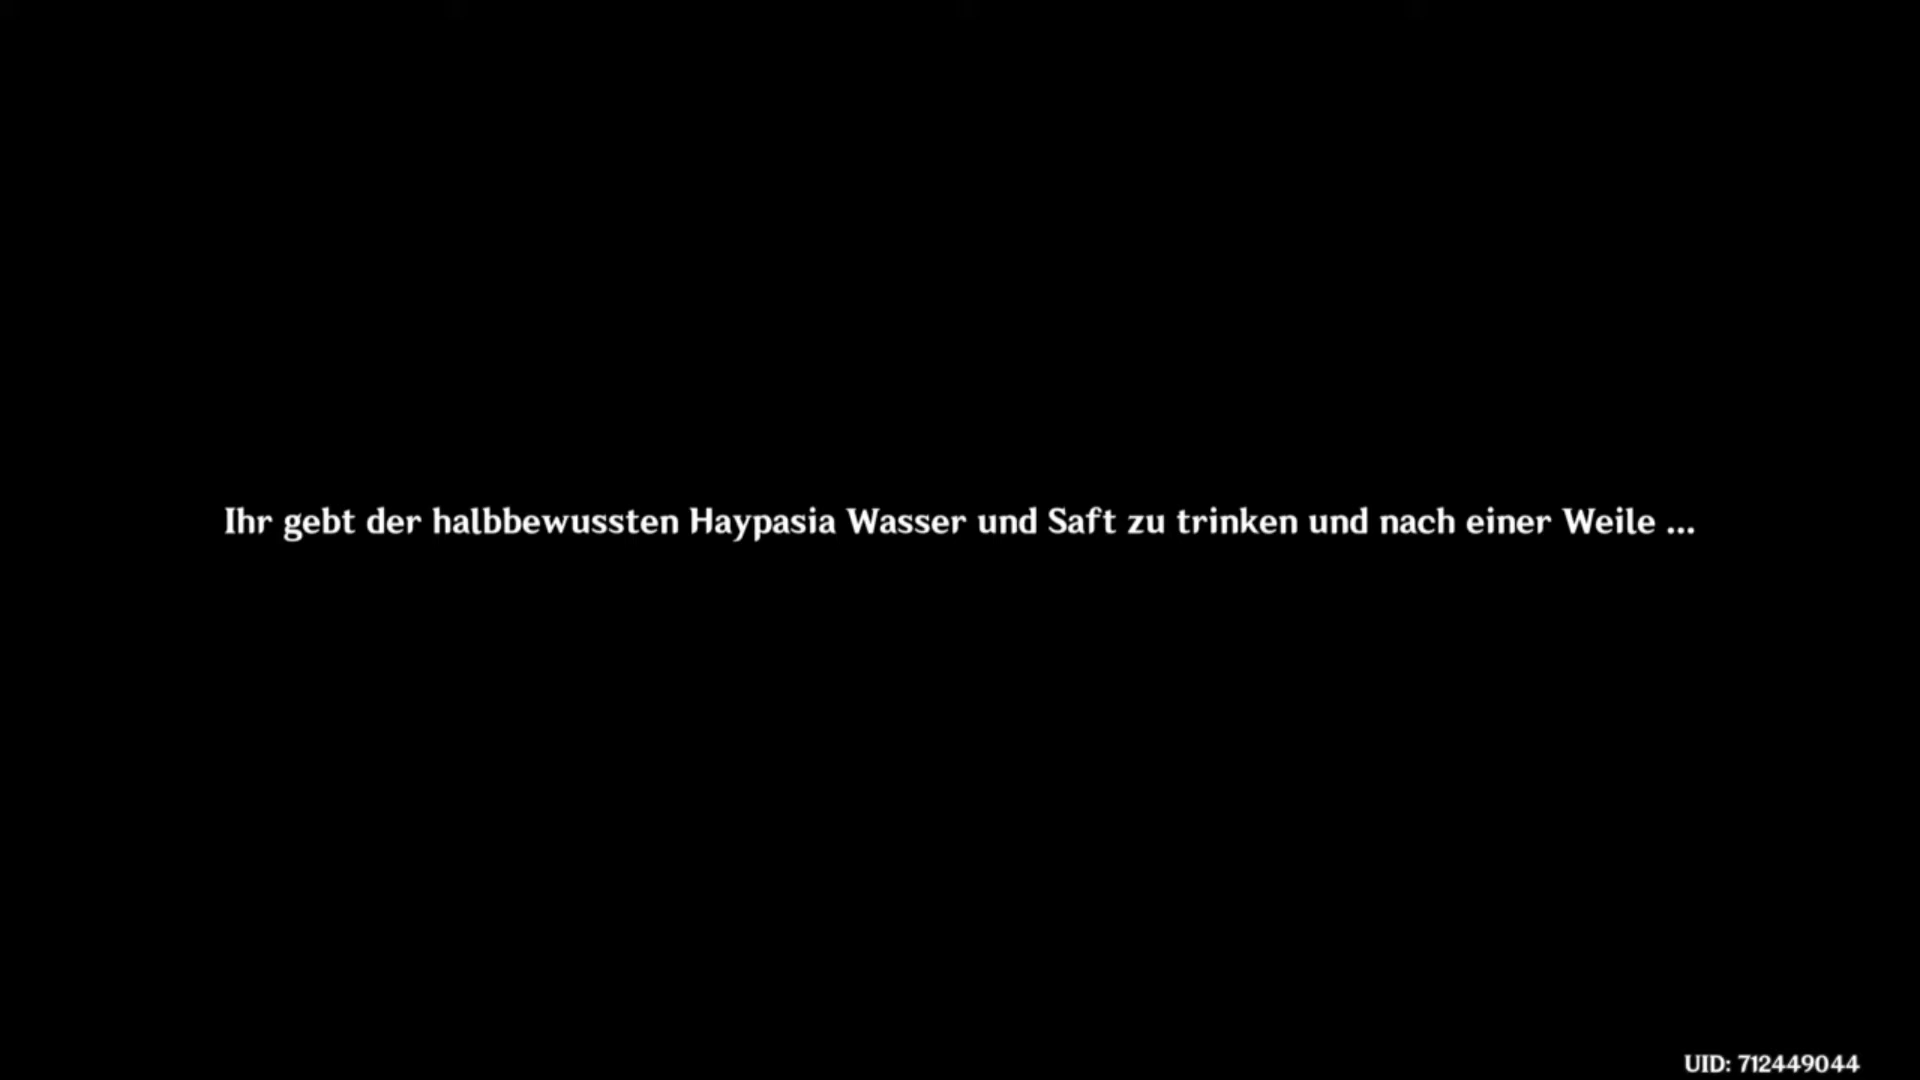 Ihr gebt der halbbewussten Haypasia Wasser und Saft zu trinken und nach einer Weile ...
UID: 712449044